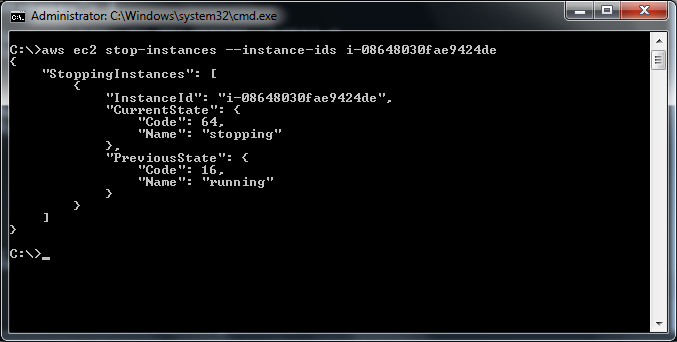 Administrator: C:\Windows\system32\cmd.exe
C:\>aws ec2 stop-instances --instance-ids i-08648030fae9424de
{
    "StoppingInstances": [
        {
            "InstanceId": "i-08648030fae9424de",
            "CurrentState": {
                "Code": 64,
                "Name": "stopping"
            },
            "PreviousState": {
                "Code": 16,
                "Name": "running"
            }
        }
    ]
}
C:\>_